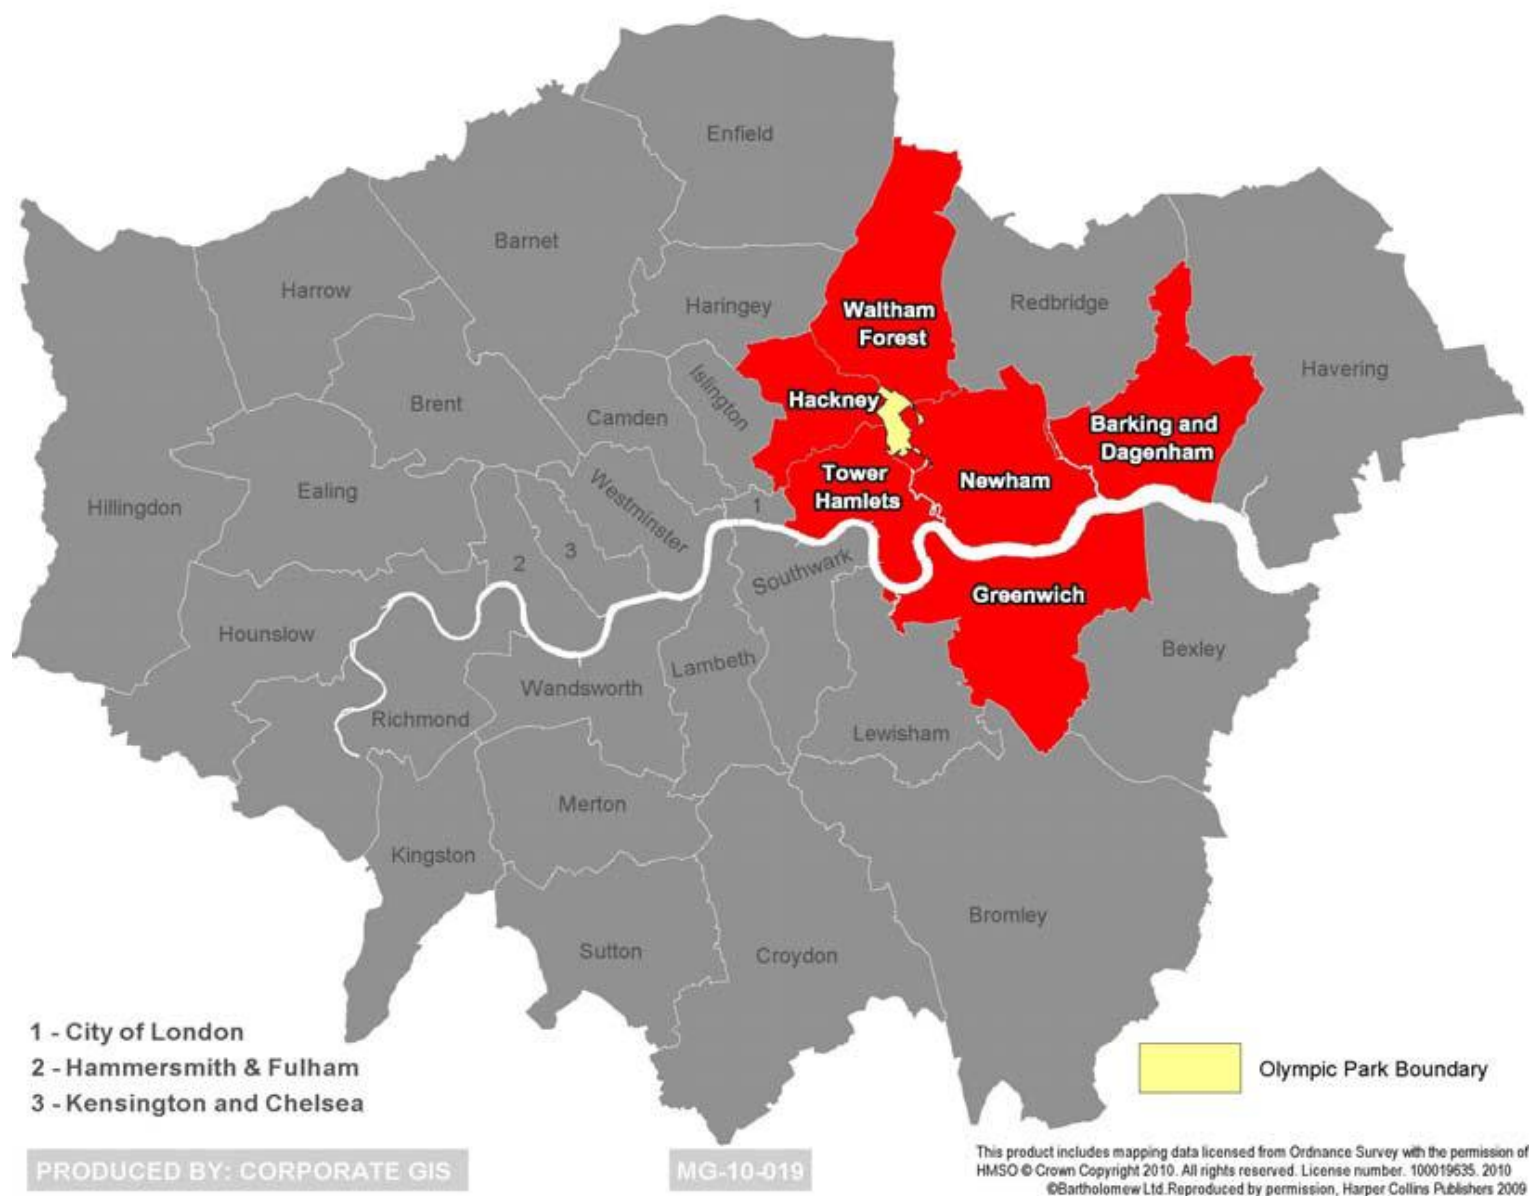 Enfield
Barnet
Harrow
Haringey
Waltham
Forest
Redbridge
Havering
Islington
Hackney
Brent
Camden
Barking and
Dagenham
Hillingdon
Ealing
Westminster
Tower
Hamlets
Newham
1
2
3
Southwark
Greenwich
Hounslow
Lambeth
Bexley
Wandsworth
Richmond
Lewisham
Merton
Kingston
Bromley
Sutton
Croydon
1 - City of London
2 - Hammersmith & Fulham
3 - Kensington and Chelsea
Olympic Park Boundary
PRODUCED BY: CORPORATE GIS
MG-10-019
This product includes mapping data licensed from Ordnance Survey with the permission of
HMSO © Crown Copyright 2010. All rights reserved. License number. 100019635. 2010
©Bartholomew Ltd.Reproduced by permission, Harper Collins Publishers 2009